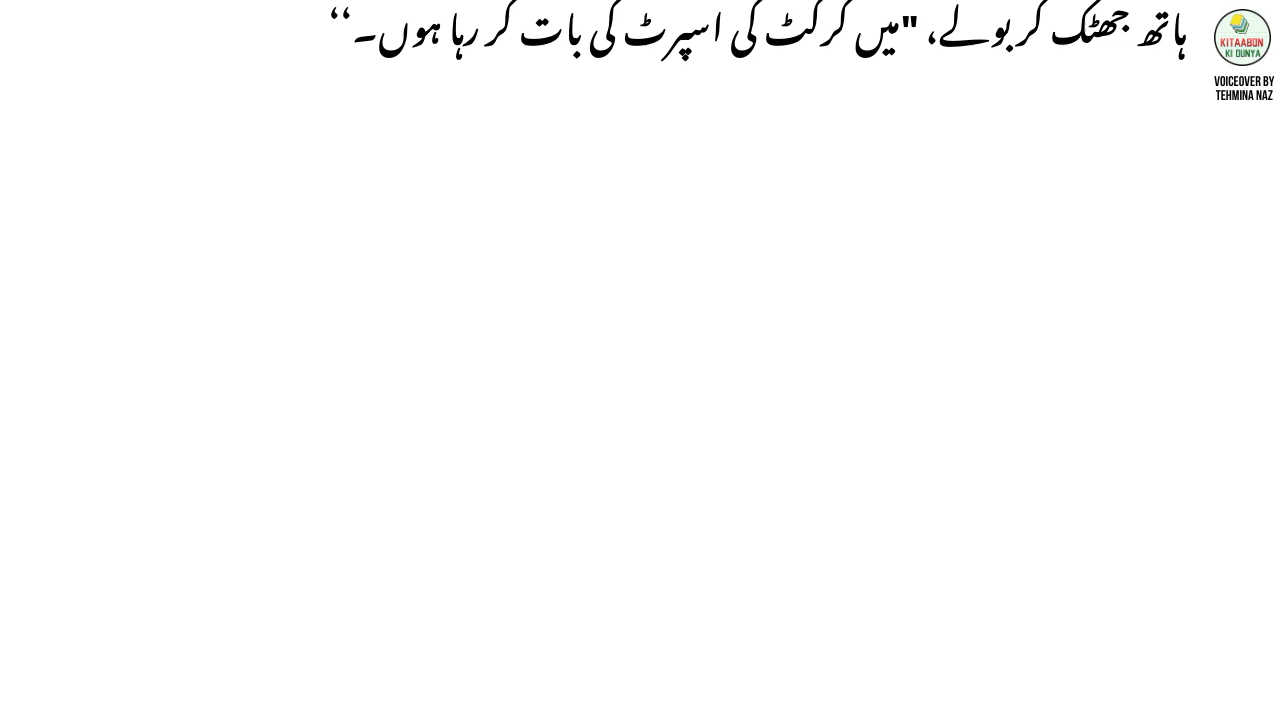 ہاتھ جھٹک کر بولے، "میں کرکٹ کی اسپرٹ کی بات کر رہا ہوں۔‘‘
KITAABON
KI DUNYA
VOICEOVER BY
TEHMINA NAZ